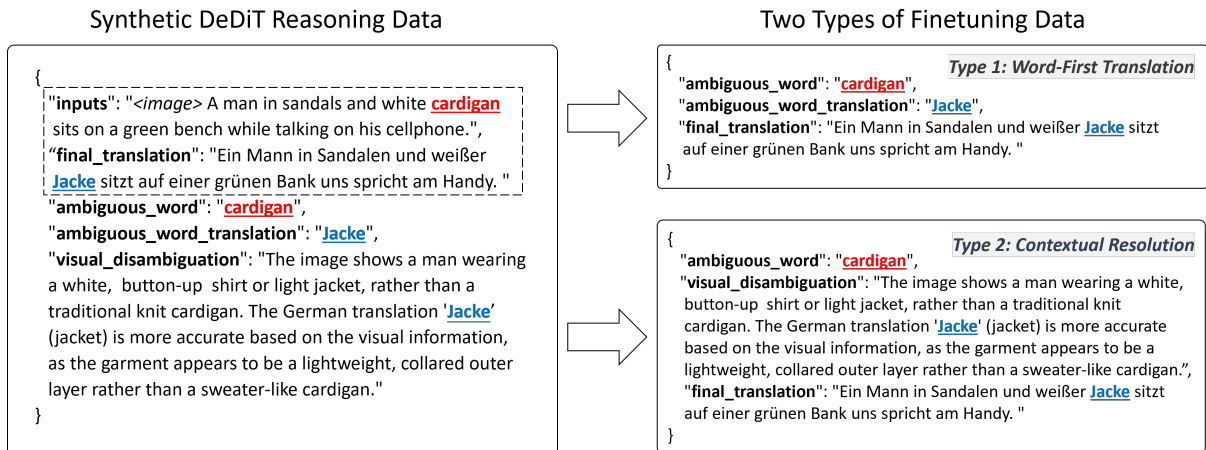 Synthetic DeDiT Reasoning Data
{
"inputs": "<image> A man in sandals and white cardigan
sits on a green bench while talking on his cellphone.",
“final_translation": "Ein Mann in Sandalen und weißer
Jacke sitzt auf einer grünen Bank uns spricht am Handy. "
"ambiguous_word": "cardigan",
"ambiguous_word_translation": "Jacke",
"visual_disambiguation": "The image shows a man wearing
a white, button-up shirt or light jacket, rather than a
traditional knit cardigan. The German translation 'Jacke’
(jacket) is more accurate based on the visual information,
as the garment appears to be a lightweight, collared outer
layer rather than a sweater-like cardigan."
}
Two Types of Finetuning Data
Type 1: Word-First Translation
{
"ambiguous_word": "cardigan",
"ambiguous_word_translation": "Jacke",
"final_translation": "Ein Mann in Sandalen und weißer Jacke sitzt
auf einer grünen Bank uns spricht am Handy. "
}
Type 2: Contextual Resolution
{
"ambiguous_word": "cardigan",
"visual_disambiguation": "The image shows a man wearing a white,
button-up shirt or light jacket, rather than a traditional knit
cardigan. The German translation 'Jacke' (jacket) is more accurate
based on the visual information, as the garment appears to be a
lightweight, collared outer layer rather than a sweater-like cardigan.”,
"final_translation": "Ein Mann in Sandalen und weißer Jacke sitzt
auf einer grünen Bank uns spricht am Handy. "
}